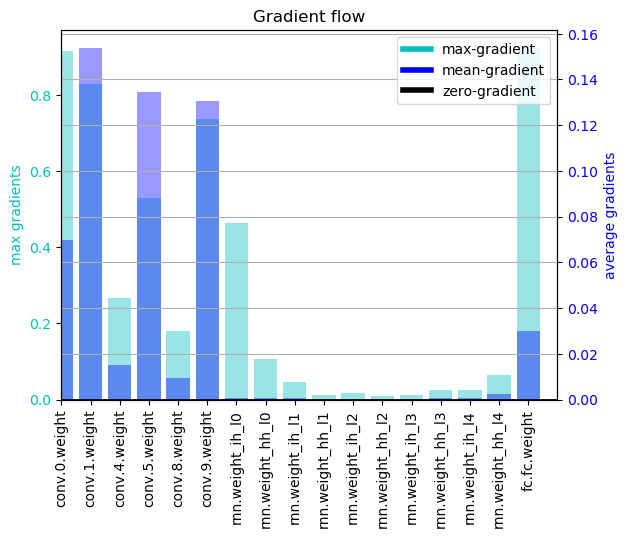 Gradient flow
max-gradient
mean-gradient
zero-gradient
max gradients
0.8
0.6
0.4
0.2
0.0
0.16
0.14
0.12
0.10
0.08
0.06
0.04
0.02
0.00
average gradients
conv.0.weight
conv.1.weight
conv.4.weight
conv.5.weight
conv.8.weight
conv.9.weight
rnn.weight_ih_l0
rnn.weight_hh_l0
rnn.weight_ih_l1
rnn.weight_hh_l1
rnn.weight_ih_l2
rnn.weight_hh_l2
rnn.weight_ih_l3
rnn.weight_hh_l3
rnn.weight_ih_l4
rnn.weight_hh_l4
fc.fc.weight